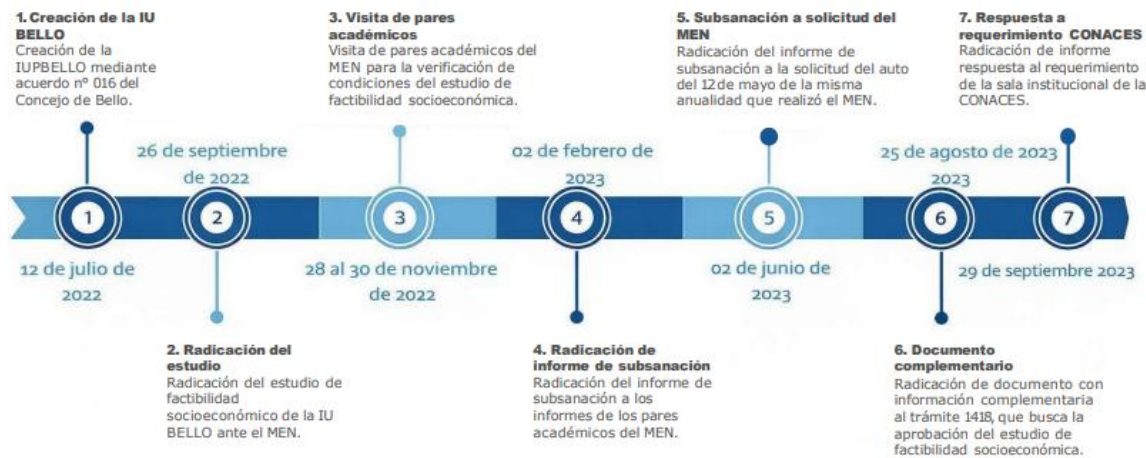 1. Creación de la IU
BELLO
Creación de la
IUPBELLO mediante
acuerdo nº 016 del
Concejo de Bello.
3. Visita de pares
académicos
Visita de pares académicos del
MEN para la verificación de
condiciones del estudio de
factibilidad socioeconómica.
5. Subsanación a solicitud del
MEN
Radicación del informe de
subsanación a la solicitud del auto
del 12 de mayo de la misma
anualidad que realizó el MEN.
7. Respuesta a
requerimiento CONACES
Radicación de informe
respuesta al requerimiento
de la sala institucional de la
CONACES.
26 de septiembre
de 2022
02 de febrero de
2023
25 de agosto de 2023
1
2
3
4
5
6
7
12 de julio de
2022
28 al 30 de noviembre
de 2022
02 de junio de
2023
29 de septiembre 2023
2. Radicación del
estudio
Radicación del estudio de
factibilidad
socioeconómico de la IU
BELLO ante el MEN.
4. Radicación de
informe de subsanación
Radicación del informe de
subsanación a los
informes de los pares
académicos del MEN.
6. Documento
complementario
Radicación de documento con
información complementaria
al trámite 1418, que busca la
aprobación del estudio de
factibilidad socioeconómica.